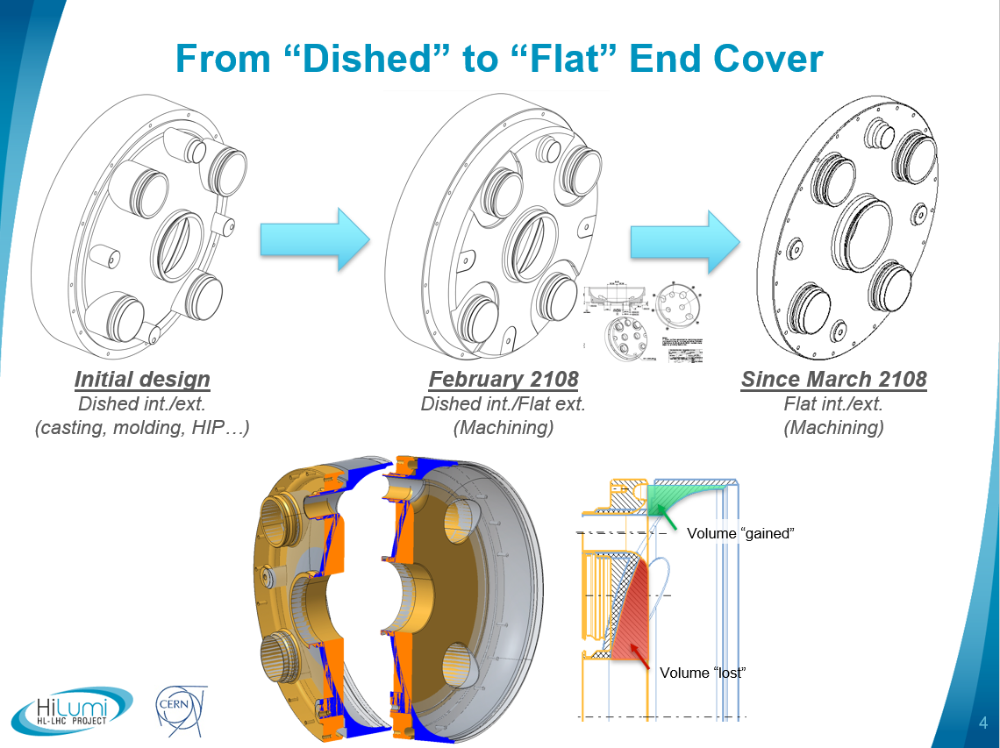 From “Dished” to “Flat” End Cover
Initial design
Dished int./ext.
(casting, molding, HIP…)
February 2108
Dished int./Flat ext.
(Machining)
Since March 2108
Flat int./ext.
(Machining)
Volume “gained”
Volume “lost”
HiLumi
HL-LHC PROJECT
CERN
4